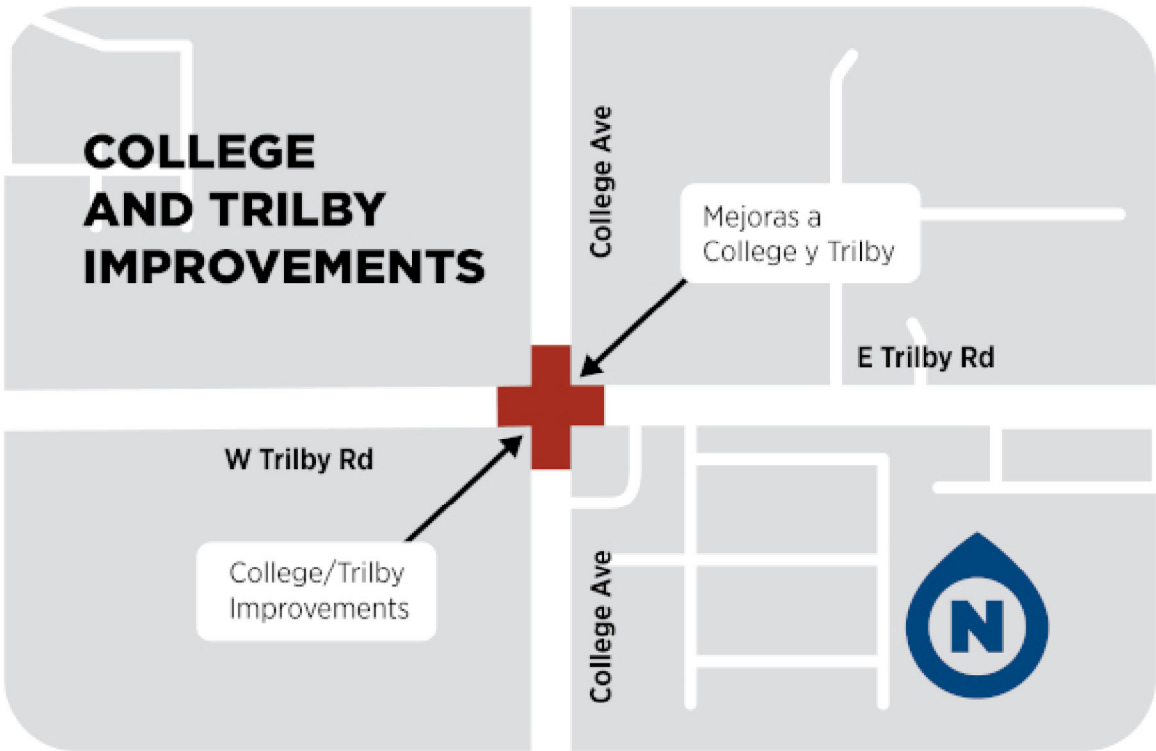 COLLEGE
AND TRILBY
IMPROVEMENTS
College Ave
Mejoras a
College y Trilby
E Trilby Rd
W Trilby Rd
College/Trilby
Improvements
College Ave
N